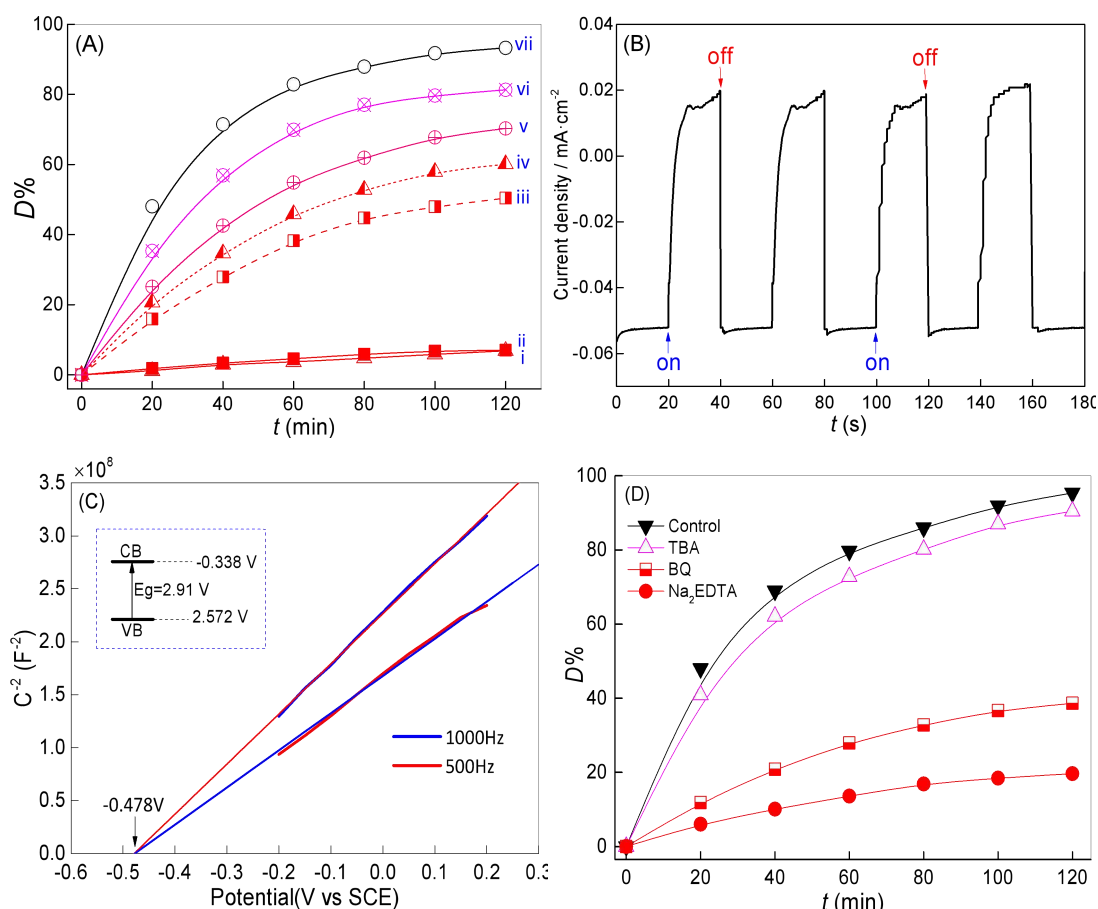 (A)
100
80
60
40
20
0
D%
vii
vi
v
iv
iii
ii
i
0 20 40 60 80 100 120
t (min)
(B)
0.04
0.02
0.00
-0.02
-0.04
-0.06
Current density / mA·cm⁻²
off
off
on
on
0 20 40 60 80 100 120 140 160 180
t (s)
×10⁸
(C)
3.5
3.0
2.5
2.0
1.5
1.0
0.5
0.0
C⁻² (F⁻²)
CB
-0.338 V
Eg=2.91 V
2.572 V
VB
1000Hz
500Hz
-0.478V
-0.6 -0.5 -0.4 -0.3 -0.2 -0.1 0.0 0.1 0.2
Potential(V vs SCE)
(D)
100
80
60
40
20
0
D%
Control
TBA
BQ
Na₂EDTA
0 20 40 60 80 100 120
t (min)